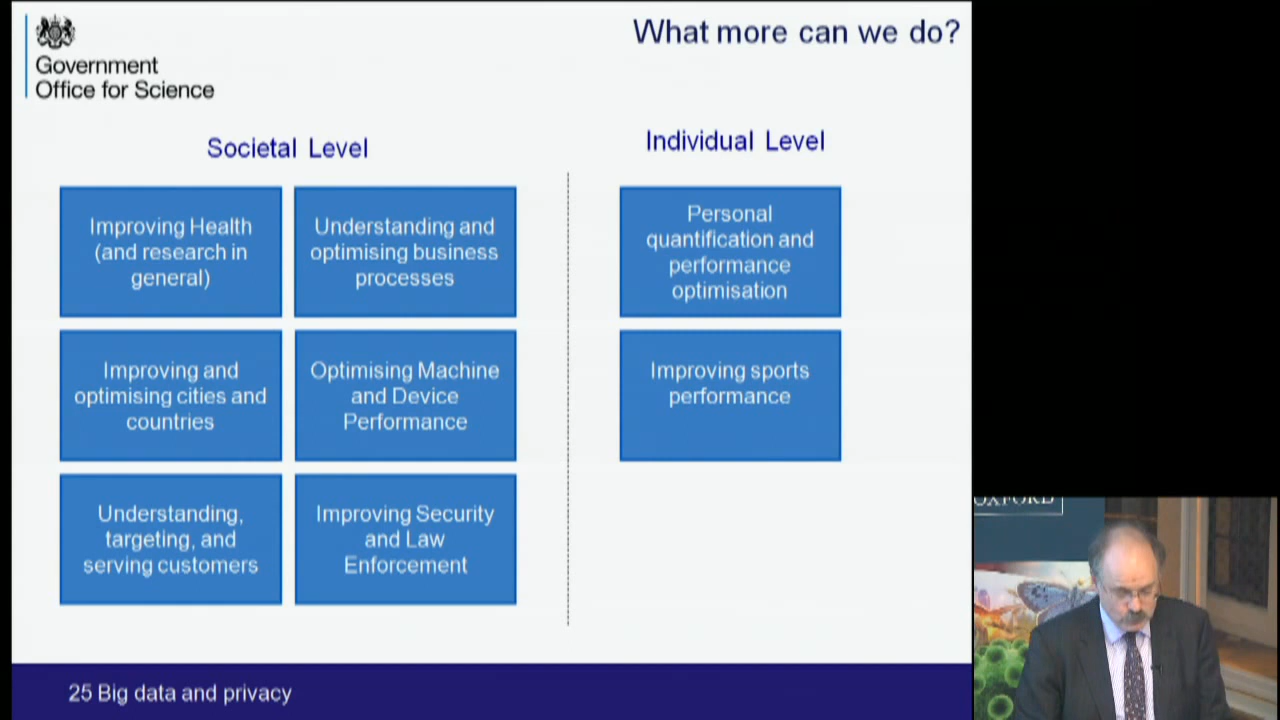 What more can we do?
Government
Office for Science
Societal Level
Individual Level
Improving Health
(and research in
general)
Understanding and
optimising business
processes
Personal
quantification and
performance
optimisation
Improving and
optimising cities and
countries
Optimising Machine
and Device
Performance
Improving sports
performance
Understanding,
targeting, and
serving customers
Improving Security
and Law
Enforcement
25 Big data and privacy
OXFORD